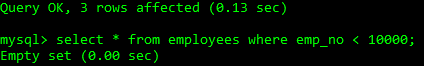 Query OK, 3 rows affected (0.13 sec)
mysql> select * from employees where emp_no < 10000;
Empty set (0.00 sec)